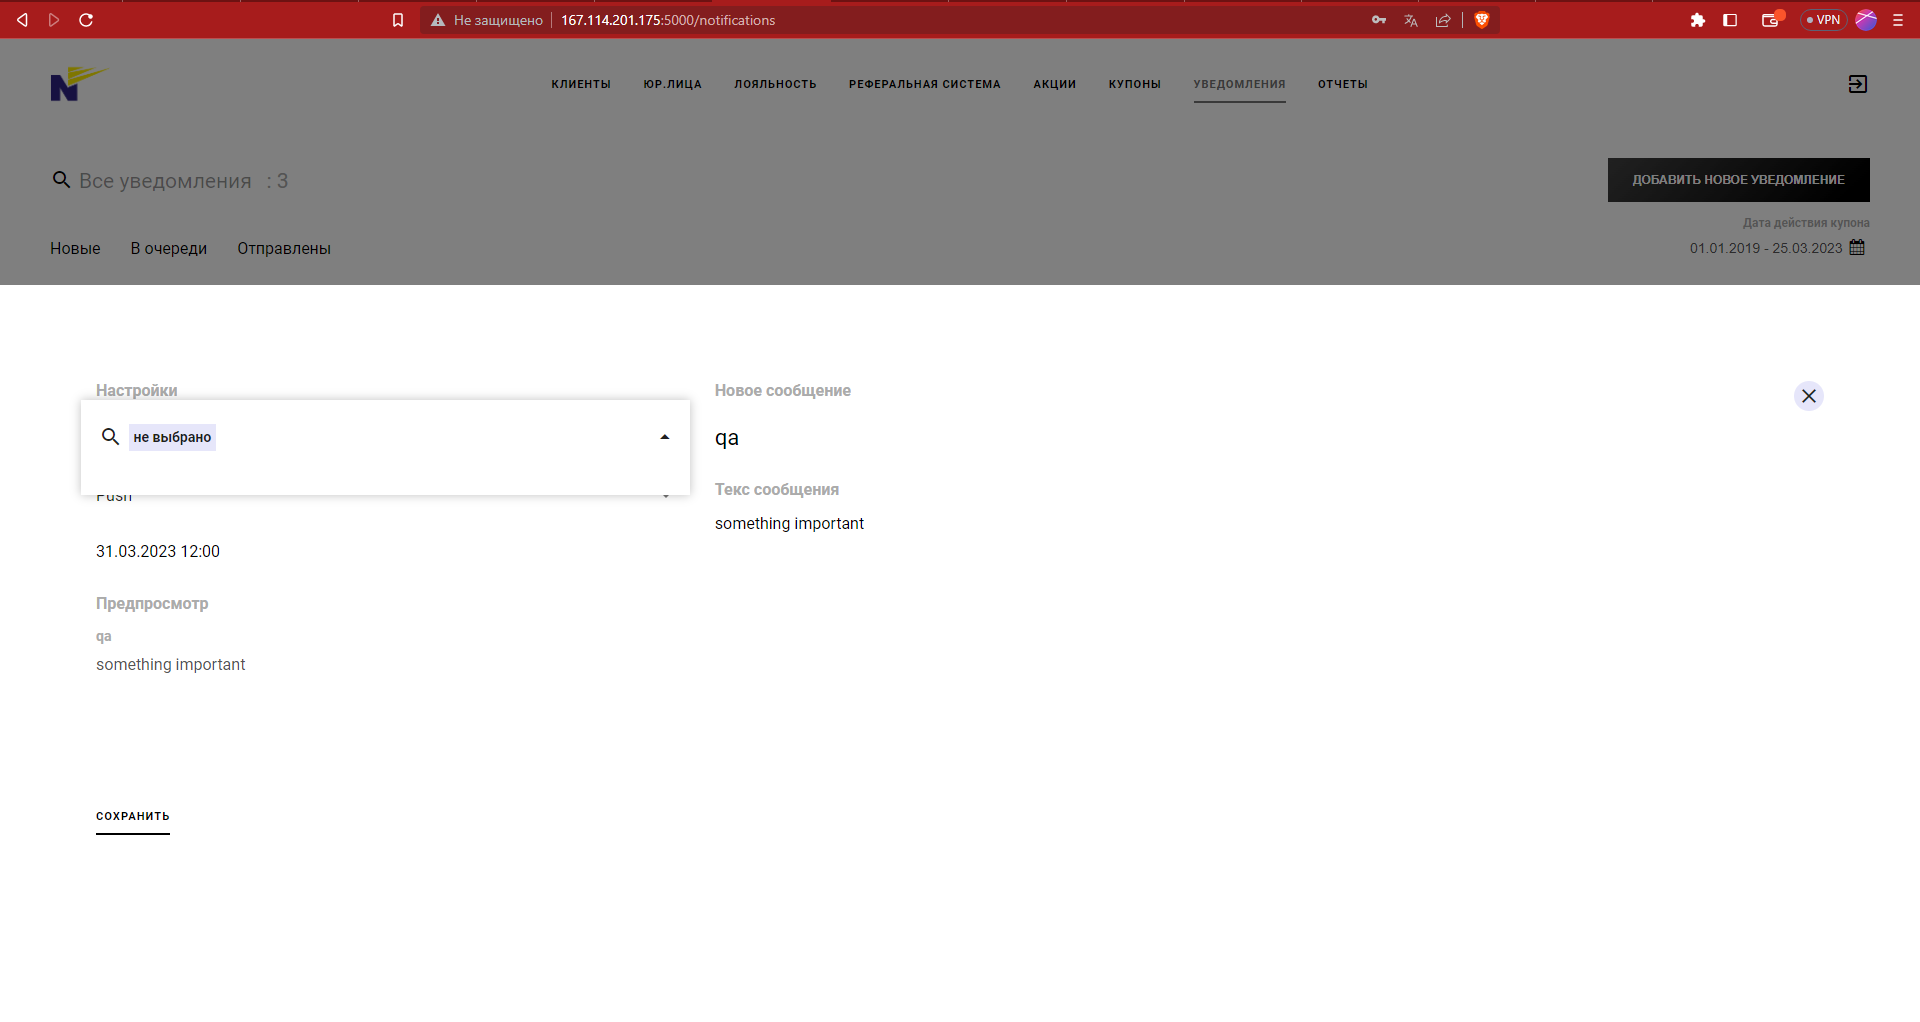 Не защищено 167.114.201.175:5000/notifications
VPN
N
КЛИЕНТЫ ЮР.ЛИЦА ЛОЯЛЬНОСТЬ РЕФЕРАЛЬНАЯ СИСТЕМА АКЦИИ КУПОНЫ УВЕДОМЛЕНИЯ ОТЧЕТЫ
Все уведомления : 3
ДОБАВИТЬ НОВОЕ УВЕДОМЛЕНИЕ
Дата действия купона
Новые В очереди Отправлены
01.01.2019 - 25.03.2023
Настройки
не выбрано
Push
31.03.2023 12:00
Предпросмотр
qa
something important
СОХРАНИТЬ
Новое сообщение
qa
Текс сообщения
something important